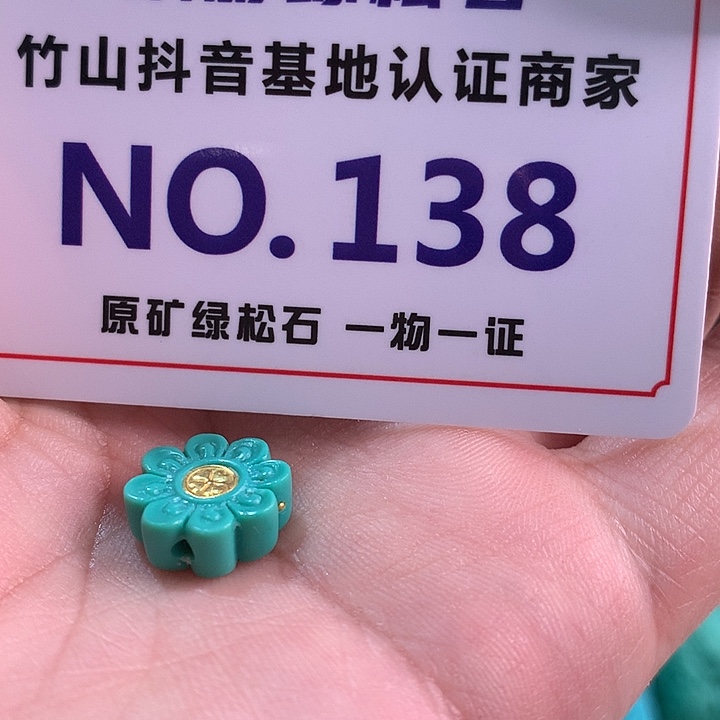 竹山抖音基地认证商家
NO.138
原矿绿松石 一物一证